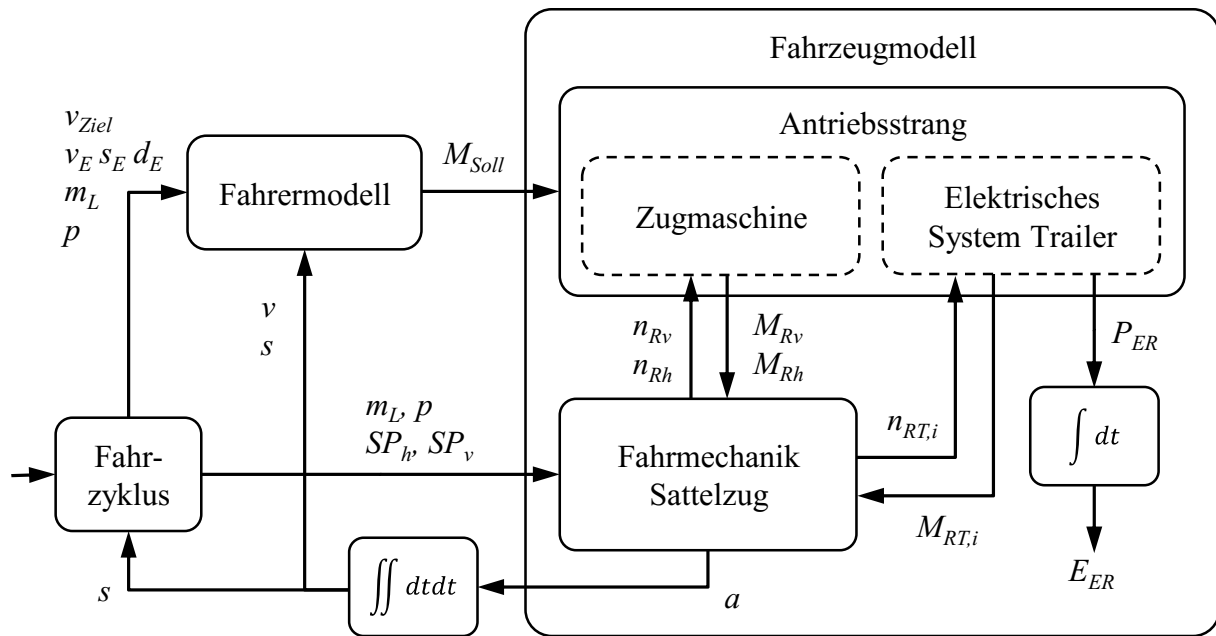 Fahrzeugmodell
Antriebsstrang
v_Ziel
v_E s_E d_E
m_L
p
Fahrermodell
M_Soll
Zugmaschine
Elektrisches
System Trailer
v
s
n_Rv
n_Rh
M_Rv
M_Rh
P_ER
m_L, p
SP_h, SP_v
n_RT,i
∫ dt
Fahr-
zyklus
Fahrmechanik
Sattelzug
M_RT,i
E_ER
s
∬ dtdt
a